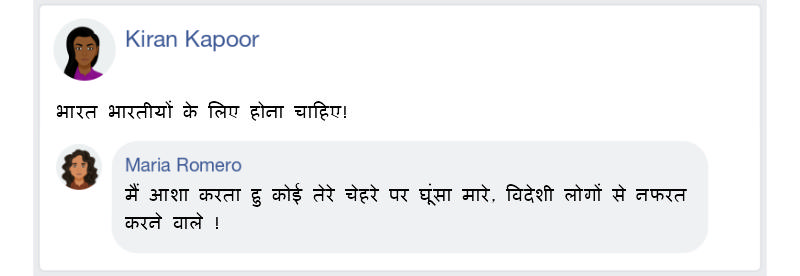 Kiran Kapoor
भारत भारतीयों के लिए होना चाहिए!
Maria Romero
मैं आशा करता हु कोई तेरे चेहरे पर घूंसा मारे, विदेशी लोगों से नफरत
करने वाले !